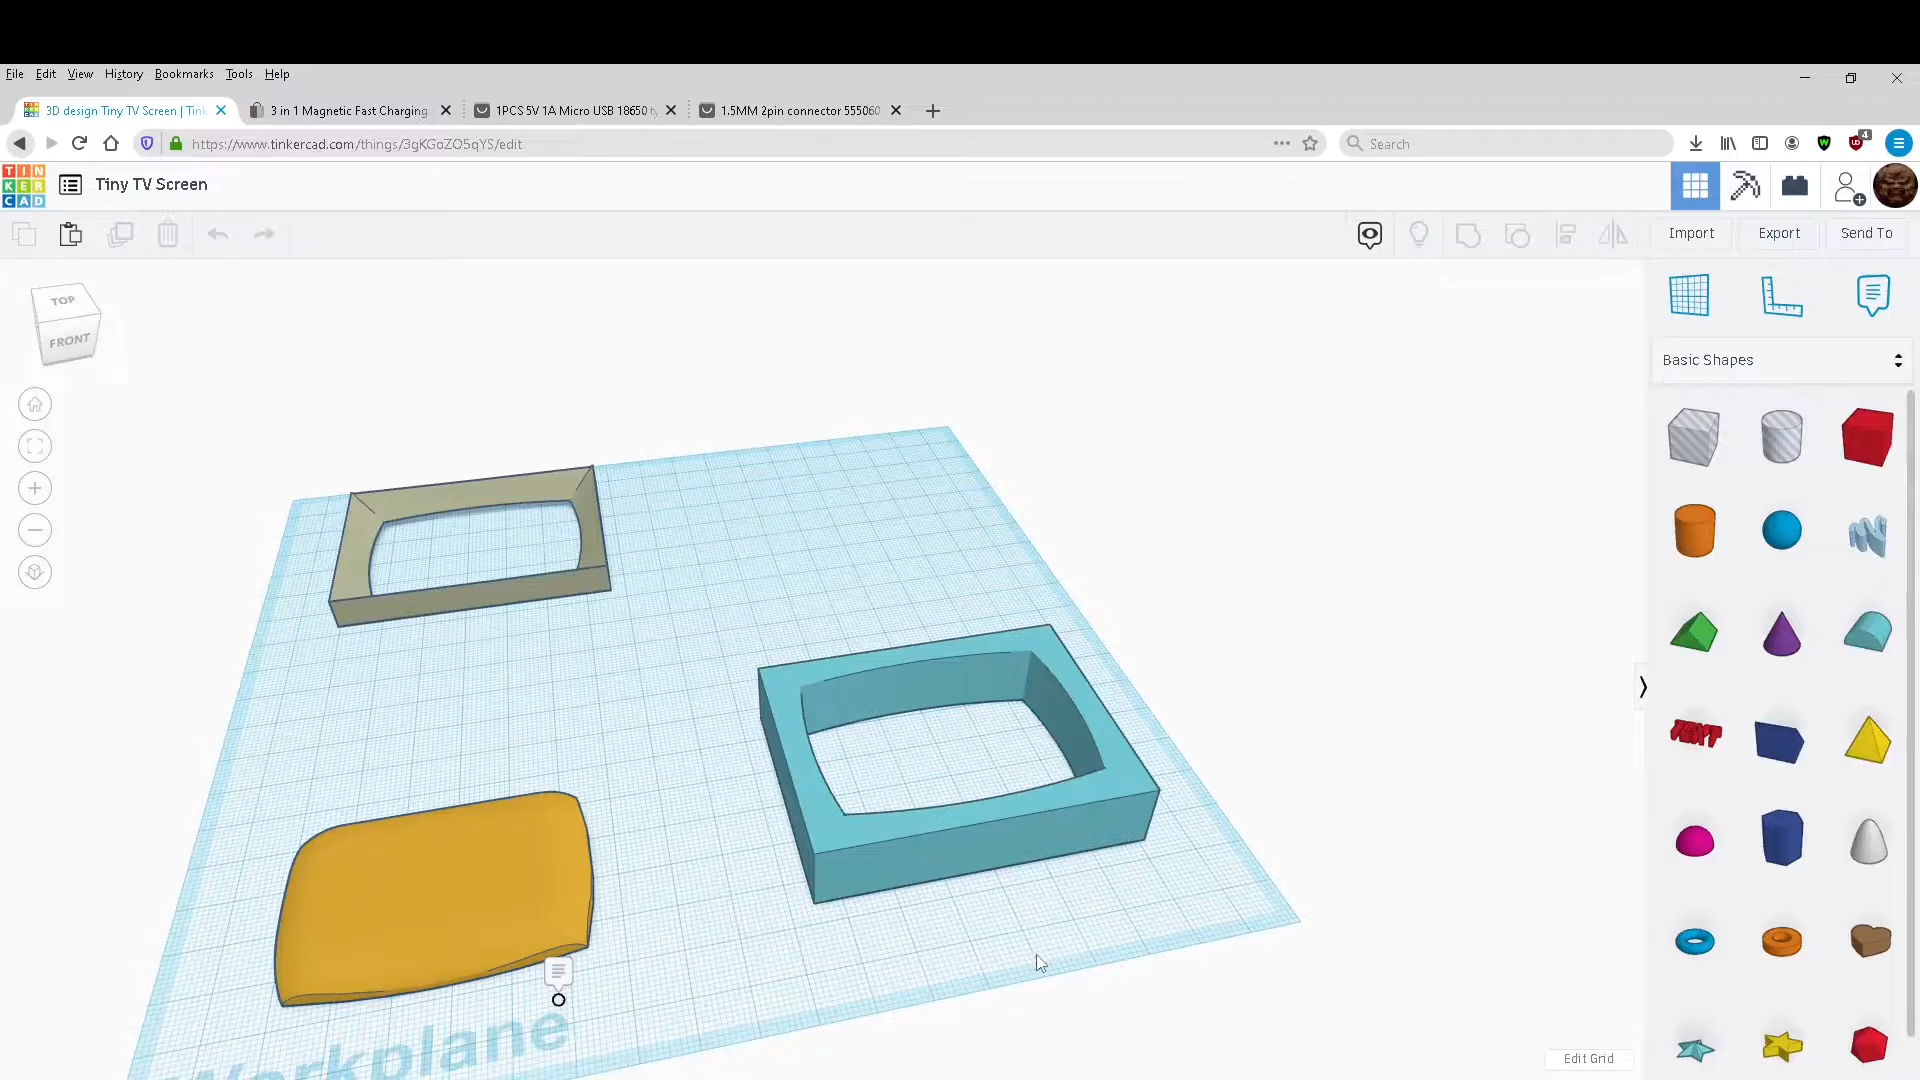 File Edit View History Bookmarks Tools Help
3D design Tiny TV Screen | Tink
3 in 1 Magnetic Fast Charging
1PCS 5V 1A Micro USB 18650
1.5MM 2pin connector 555060
https://www.tinkercad.com/things/3gKGoZO5qYS/edit
Search
4
TIN
KER
CAD
Tiny TV Screen
Import
Export
Send To
TOP
FRONT
Basic Shapes
TEXT
Workplane
Edit Grid